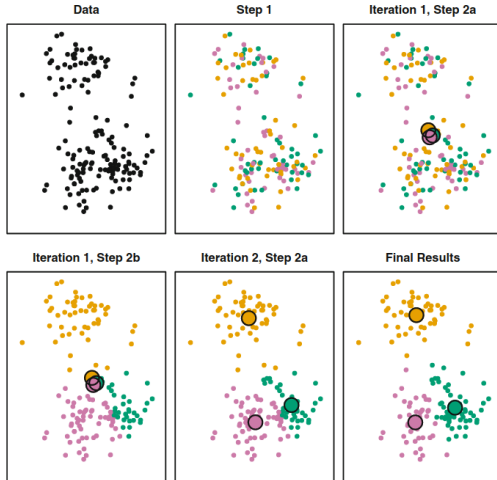 Data
Step 1
Iteration 1, Step 2a
Iteration 1, Step 2b
Iteration 2, Step 2a
Final Results